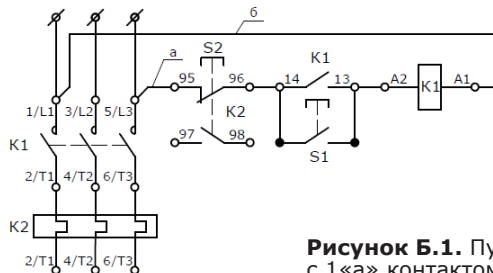 б
а
S2
K1
95
96
14
13
A2
K1
A1
1/L1
3/L2
5/L3
K2
97
98
S1
K1
2/T1
4/T2
6/T3
K2
2/T1
4/T2
6/T3
Рисунок Б.1. Пу
с 1«а» контактом